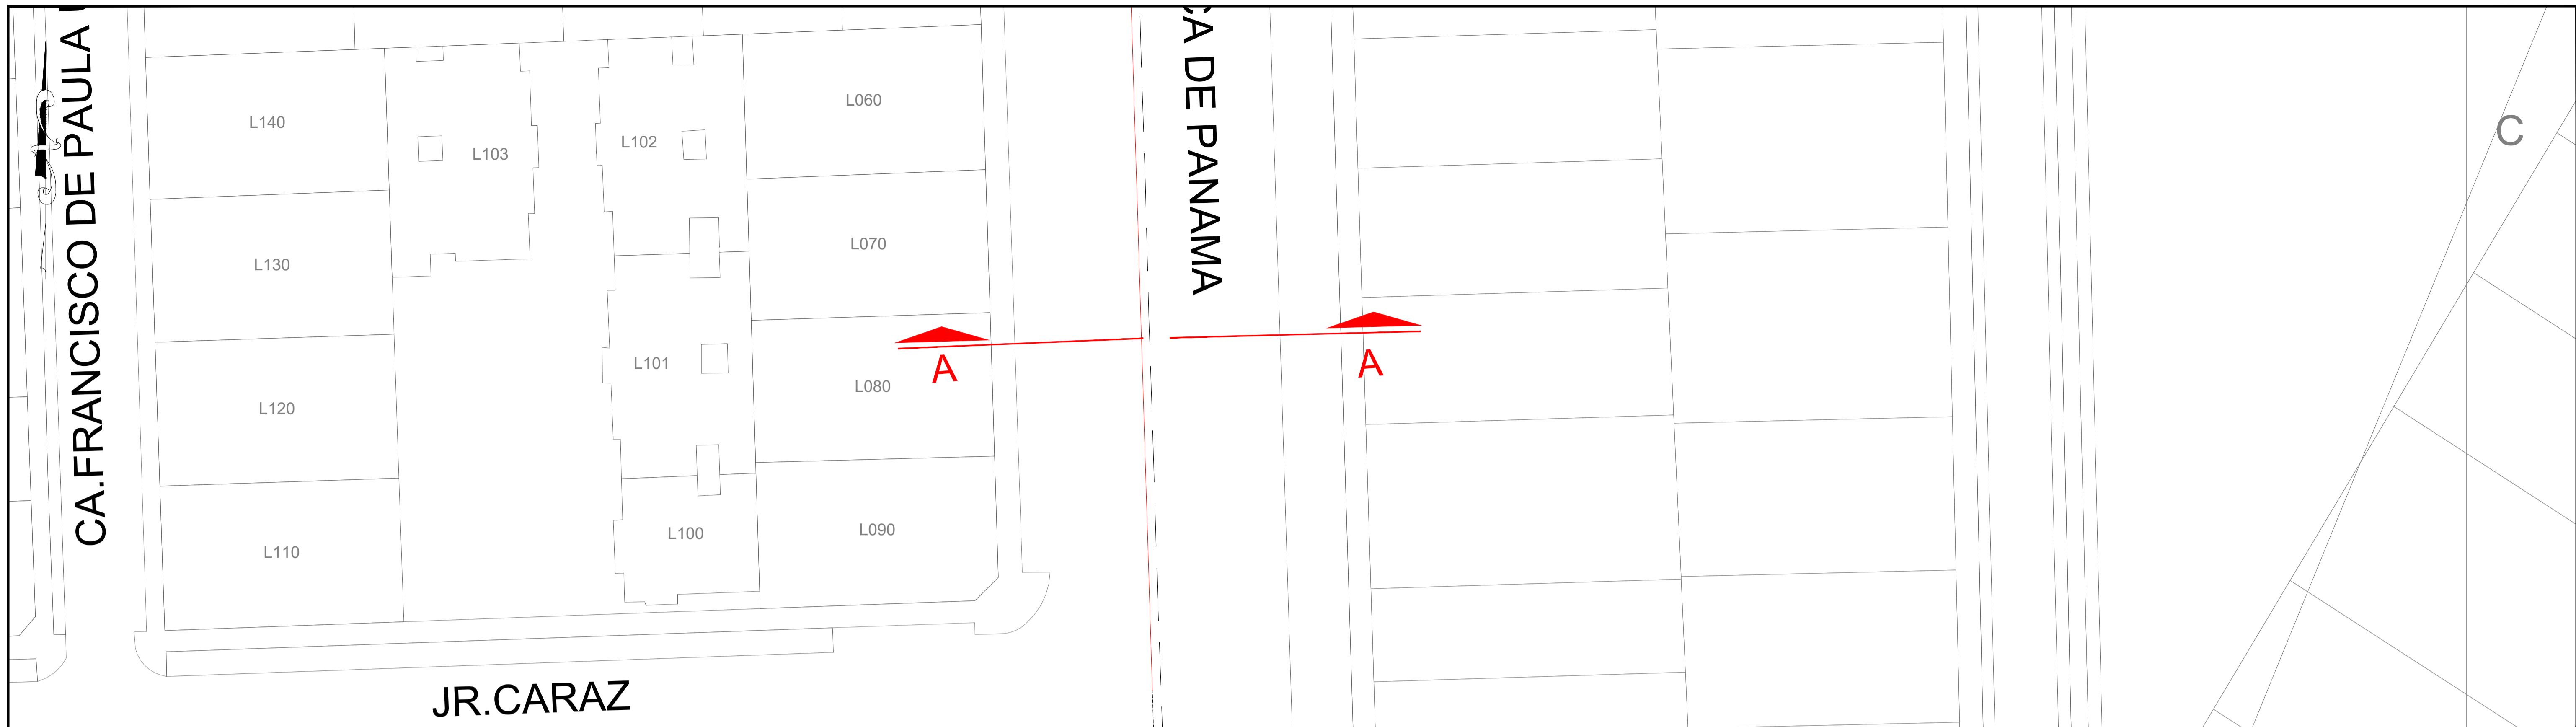 CA.FRANCISCO DE PAULA
CA DE PANAMA
L140
L103
L102
L060
C
L130
L070
L120
L101
L080
A
A
L110
L100
L090
JR.CARAZ